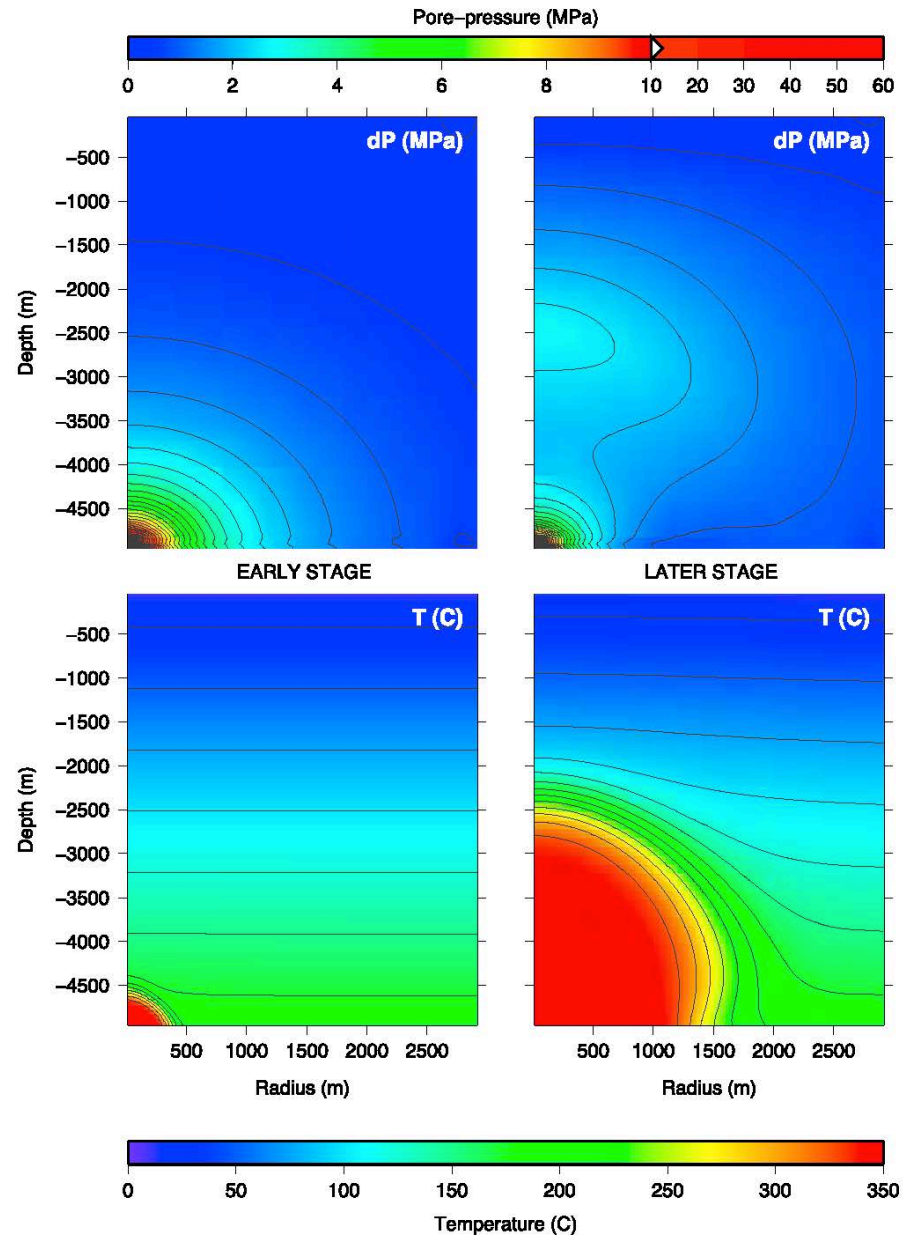 Pore−pressure (MPa)
0 2 4 6 8 10 20 30 40 50 60
dP (MPa) dP (MPa)
−500
−1000
−1500
−2000
−2500
−3000
−3500
−4000
−4500
Depth (m)
EARLY STAGE LATER STAGE
T (C) T (C)
−500
−1000
−1500
−2000
−2500
−3000
−3500
−4000
−4500
Depth (m)
500 1000 1500 2000 2500 500 1000 1500 2000 2500
Radius (m) Radius (m)
0 50 100 150 200 250 300 350
Temperature (C)